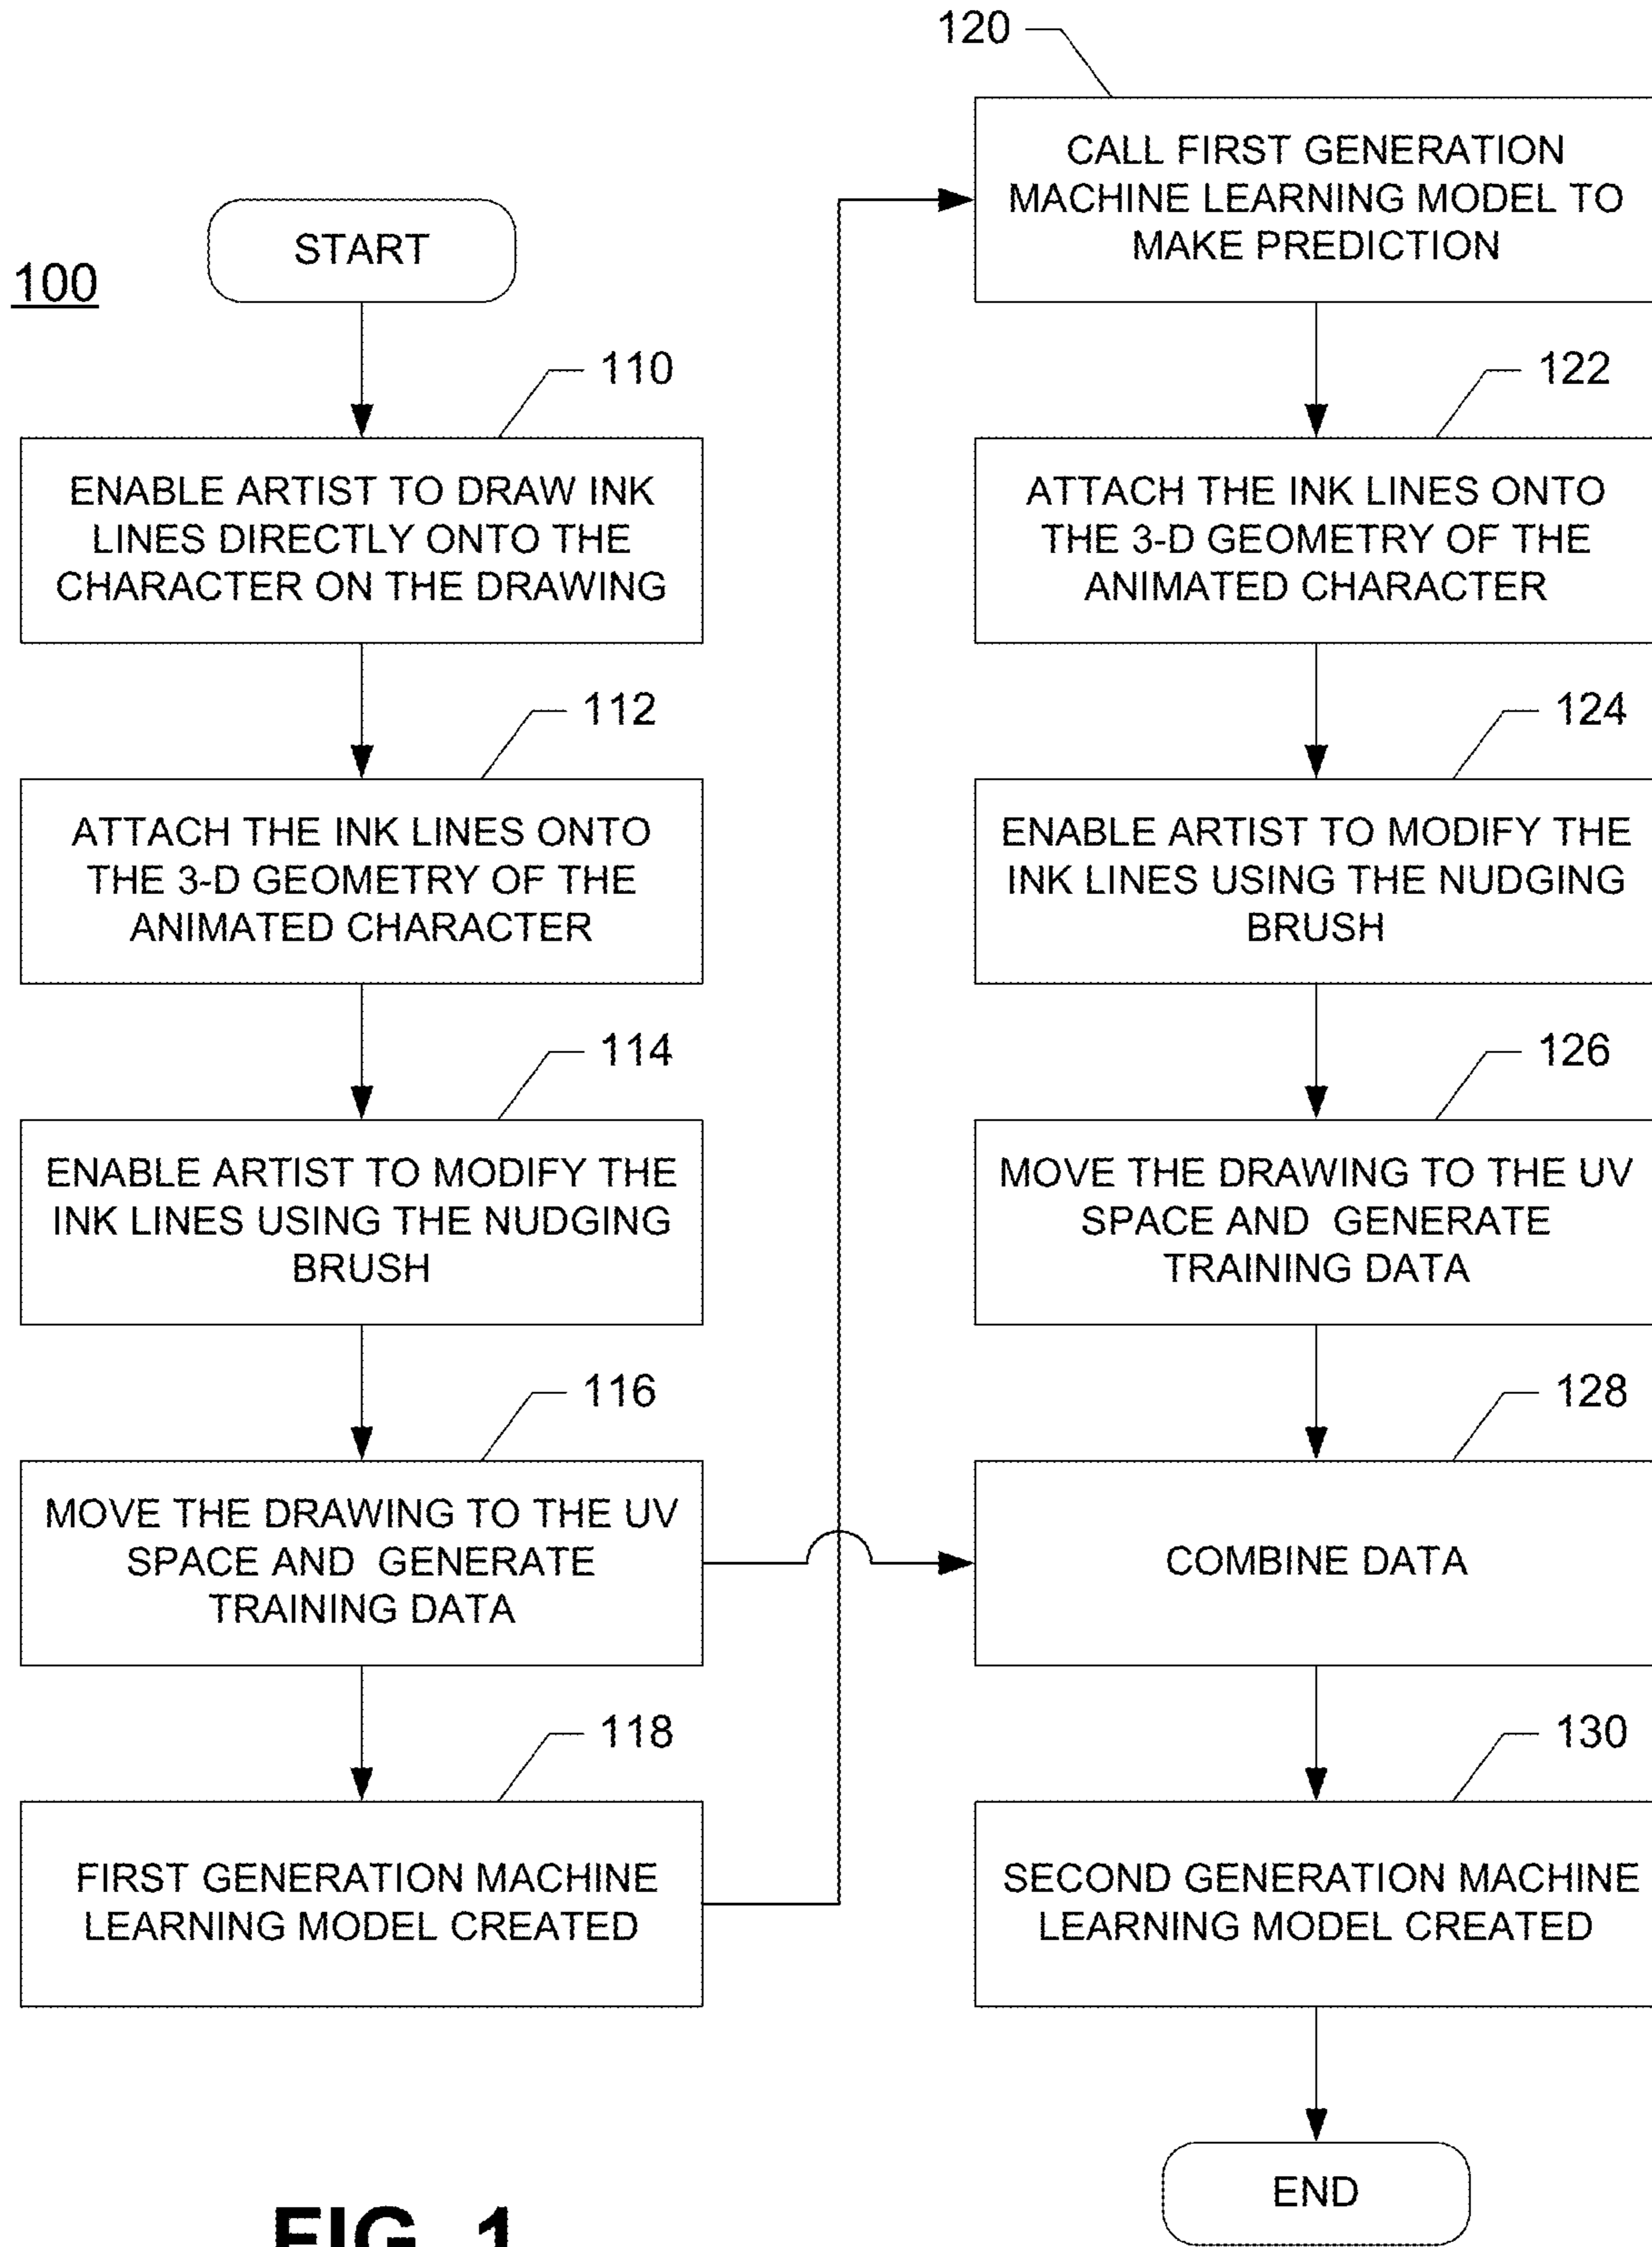 100
START
110
ENABLE ARTIST TO DRAW INK
LINES DIRECTLY ONTO THE
CHARACTER ON THE DRAWING
112
ATTACH THE INK LINES ONTO
THE 3-D GEOMETRY OF THE
ANIMATED CHARACTER
114
ENABLE ARTIST TO MODIFY THE
INK LINES USING THE NUDGING
BRUSH
116
MOVE THE DRAWING TO THE UV
SPACE AND GENERATE
TRAINING DATA
118
FIRST GENERATION MACHINE
LEARNING MODEL CREATED
120
CALL FIRST GENERATION
MACHINE LEARNING MODEL TO
MAKE PREDICTION
122
ATTACH THE INK LINES ONTO
THE 3-D GEOMETRY OF THE
ANIMATED CHARACTER
124
ENABLE ARTIST TO MODIFY THE
INK LINES USING THE NUDGING
BRUSH
126
MOVE THE DRAWING TO THE UV
SPACE AND GENERATE
TRAINING DATA
128
COMBINE DATA
130
SECOND GENERATION MACHINE
LEARNING MODEL CREATED
END
FIG. 1